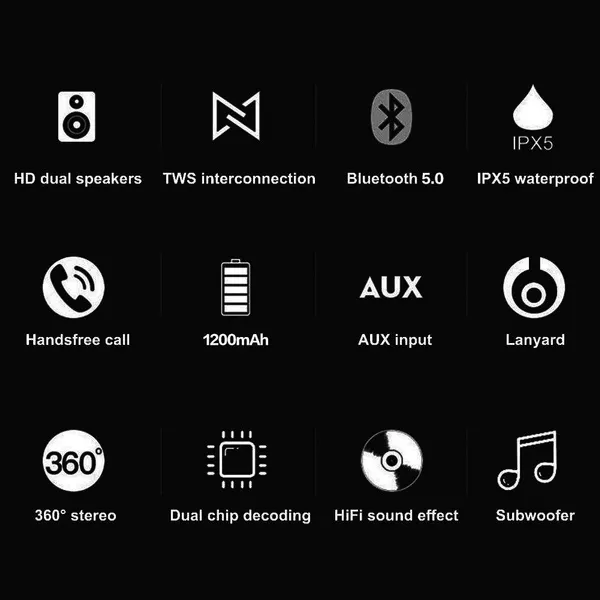 IPX5
HD dual speakers
TWS interconnection
Bluetooth 5.0
IPX5 waterproof
AUX
Handsfree call
1200mAh
AUX input
Lanyard
360°
360° stereo
Dual chip decoding
HiFi sound effect
Subwoofer